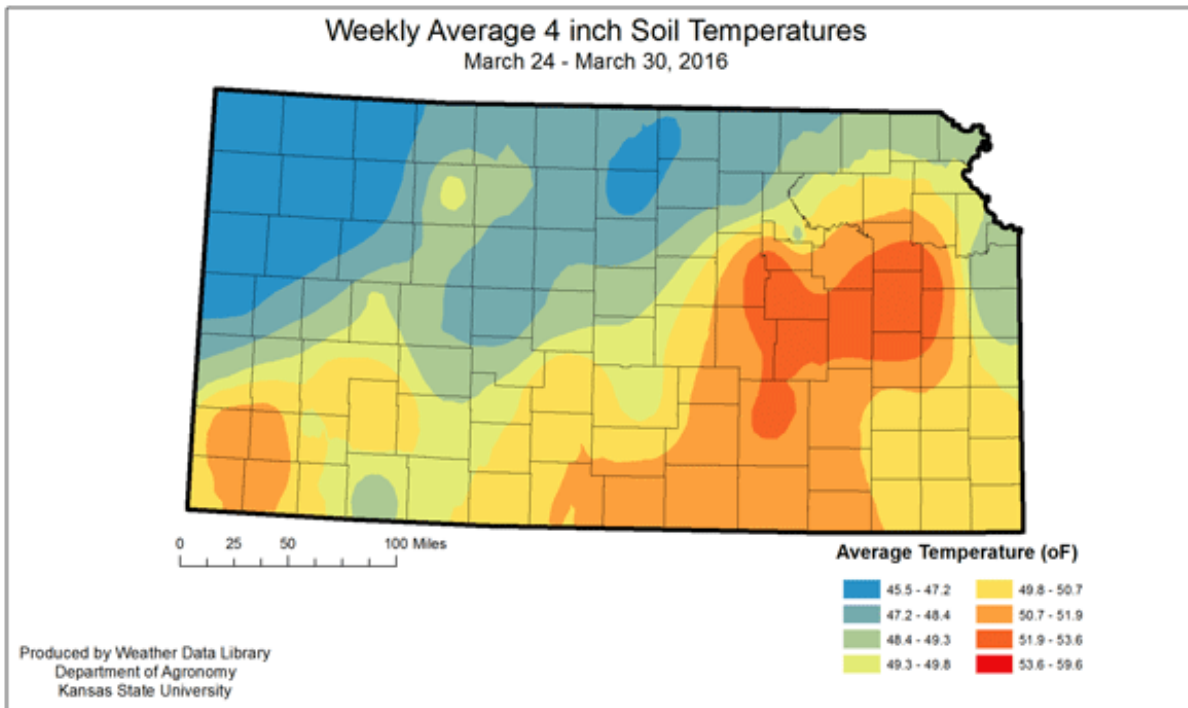 Weekly Average 4 inch Soil Temperatures
March 24 - March 30, 2016
0 25 50 100 Miles
Average Temperature (oF)
45.5 - 47.2
47.2 - 48.4
48.4 - 49.3
49.3 - 49.8
49.8 - 50.7
50.7 - 51.9
51.9 - 53.6
53.6 - 59.6
Produced by Weather Data Library
Department of Agronomy
Kansas State University